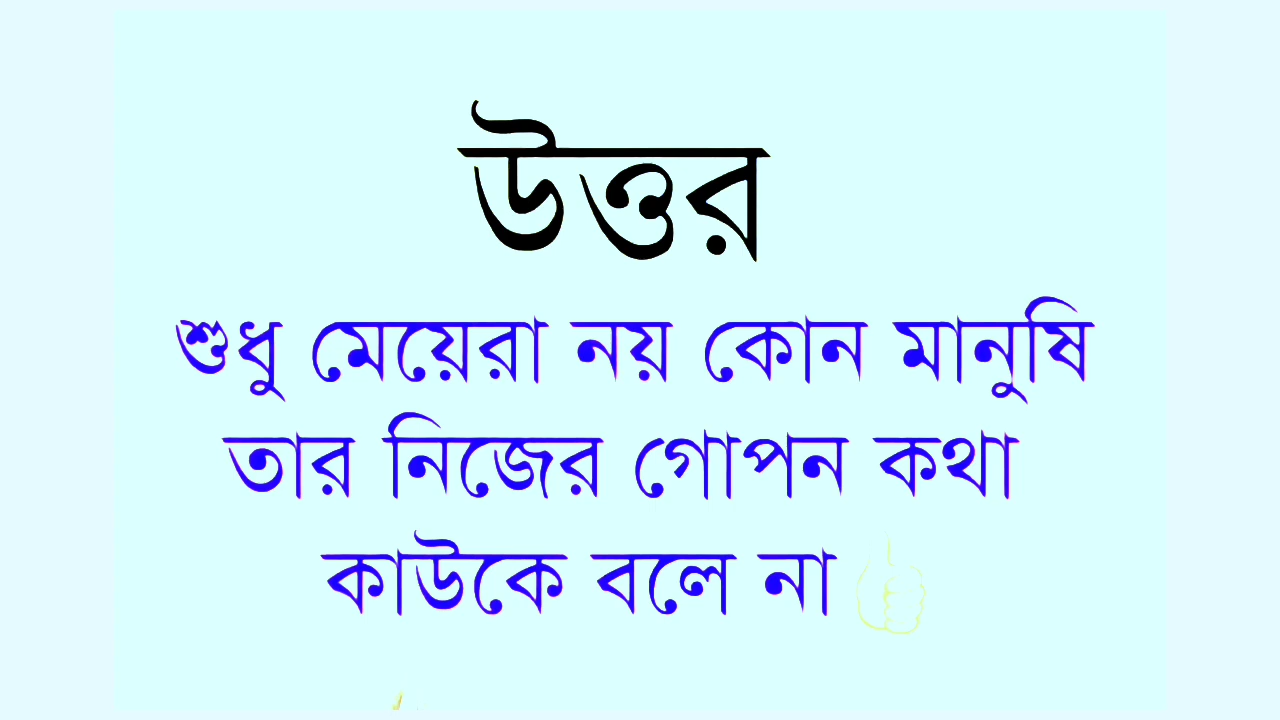 উত্তর
শুধু মেয়েরা নয় কোন মানুষি
তার নিজের গোপন কথা
কাউকে বলে না